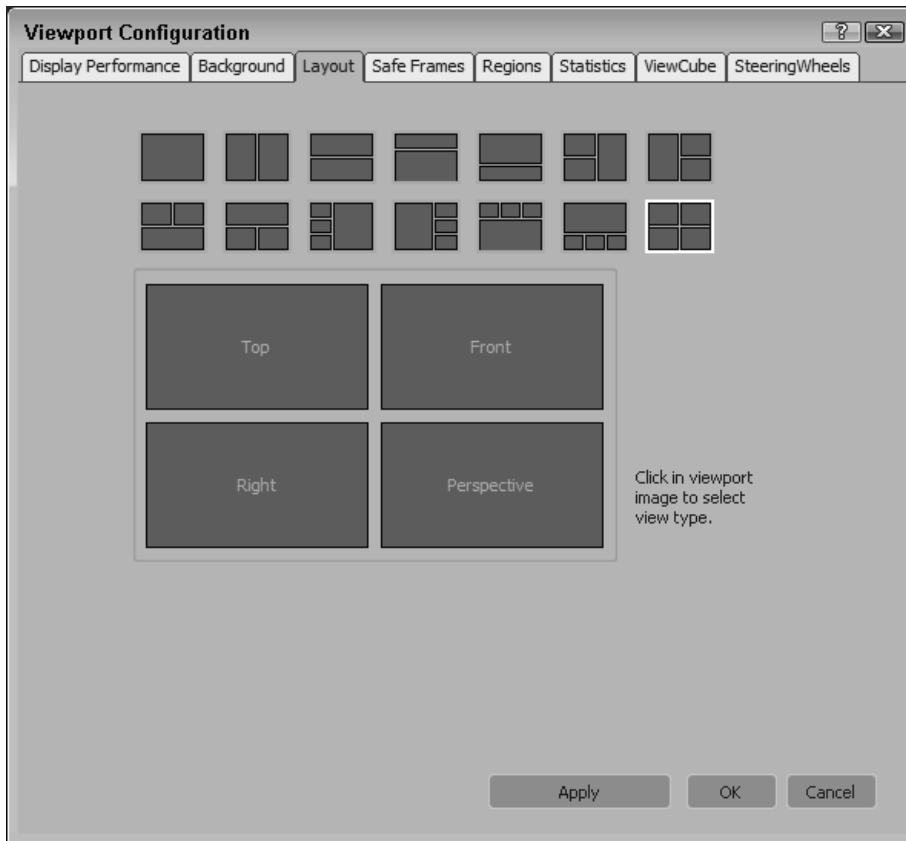 Viewport Configuration
Display Performance Background Layout Safe Frames Regions Statistics ViewCube SteeringWheels
Top Front
Right Perspective
Click in viewport
image to select
view type.
Apply OK Cancel